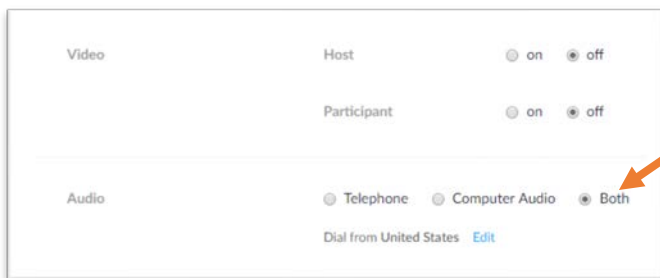 Video Host on off
Participant on off
Audio Telephone Computer Audio Both
Dial from United States Edit